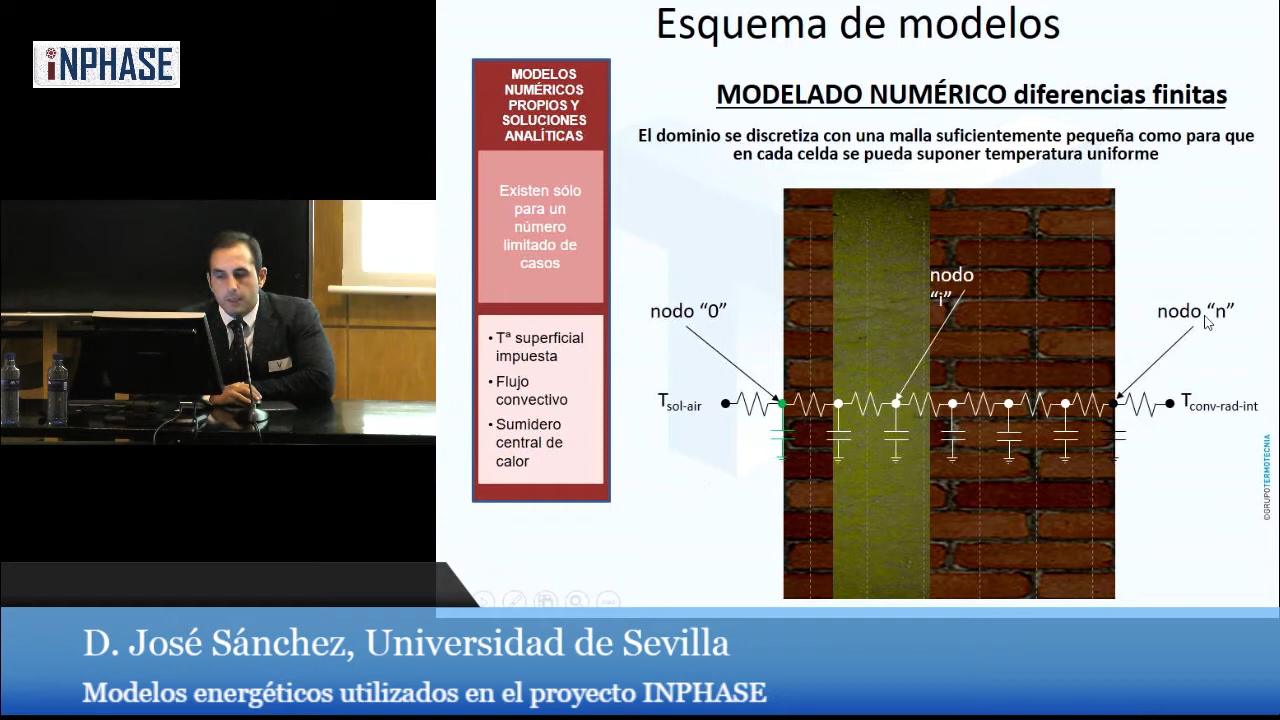 iNPHASE
Esquema de modelos
MODELOS
NUMÉRICOS
PROPIOS Y
SOLUCIONES
ANALÍTICAS
Existen sólo
para un
número
limitado de
casos
• Tª superficial
impuesta
• Flujo
convectivo
• Sumidero
central de
calor
MODELADO NUMÉRICO diferencias finitas
El dominio se discretiza con una malla suficientemente pequeña como para que
en cada celda se pueda suponer temperatura uniforme
nodo
“i”
nodo “0”
nodo “n”
Tsol-air
Tconv-rad-int
©GRUPOTERMOTECNIA
D. José Sánchez, Universidad de Sevilla
Modelos energéticos utilizados en el proyecto INPHASE